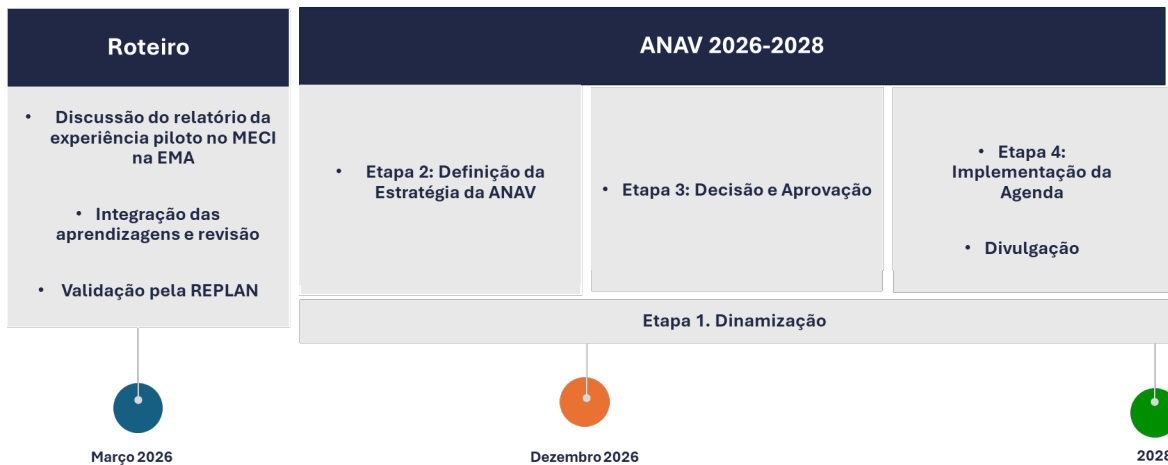 Roteiro
• Discussão do relatório da
experiência piloto no MECI
na EMA
• Integração das
aprendizagens e revisão
• Validação pela REPLAN
ANAV 2026-2028
• Etapa 2: Definição da
Estratégia da ANAV
• Etapa 3: Decisão e Aprovação
• Etapa 4:
Implementação da
Agenda
• Divulgação
Etapa 1. Dinamização
Março 2026
Dezembro 2026
2028